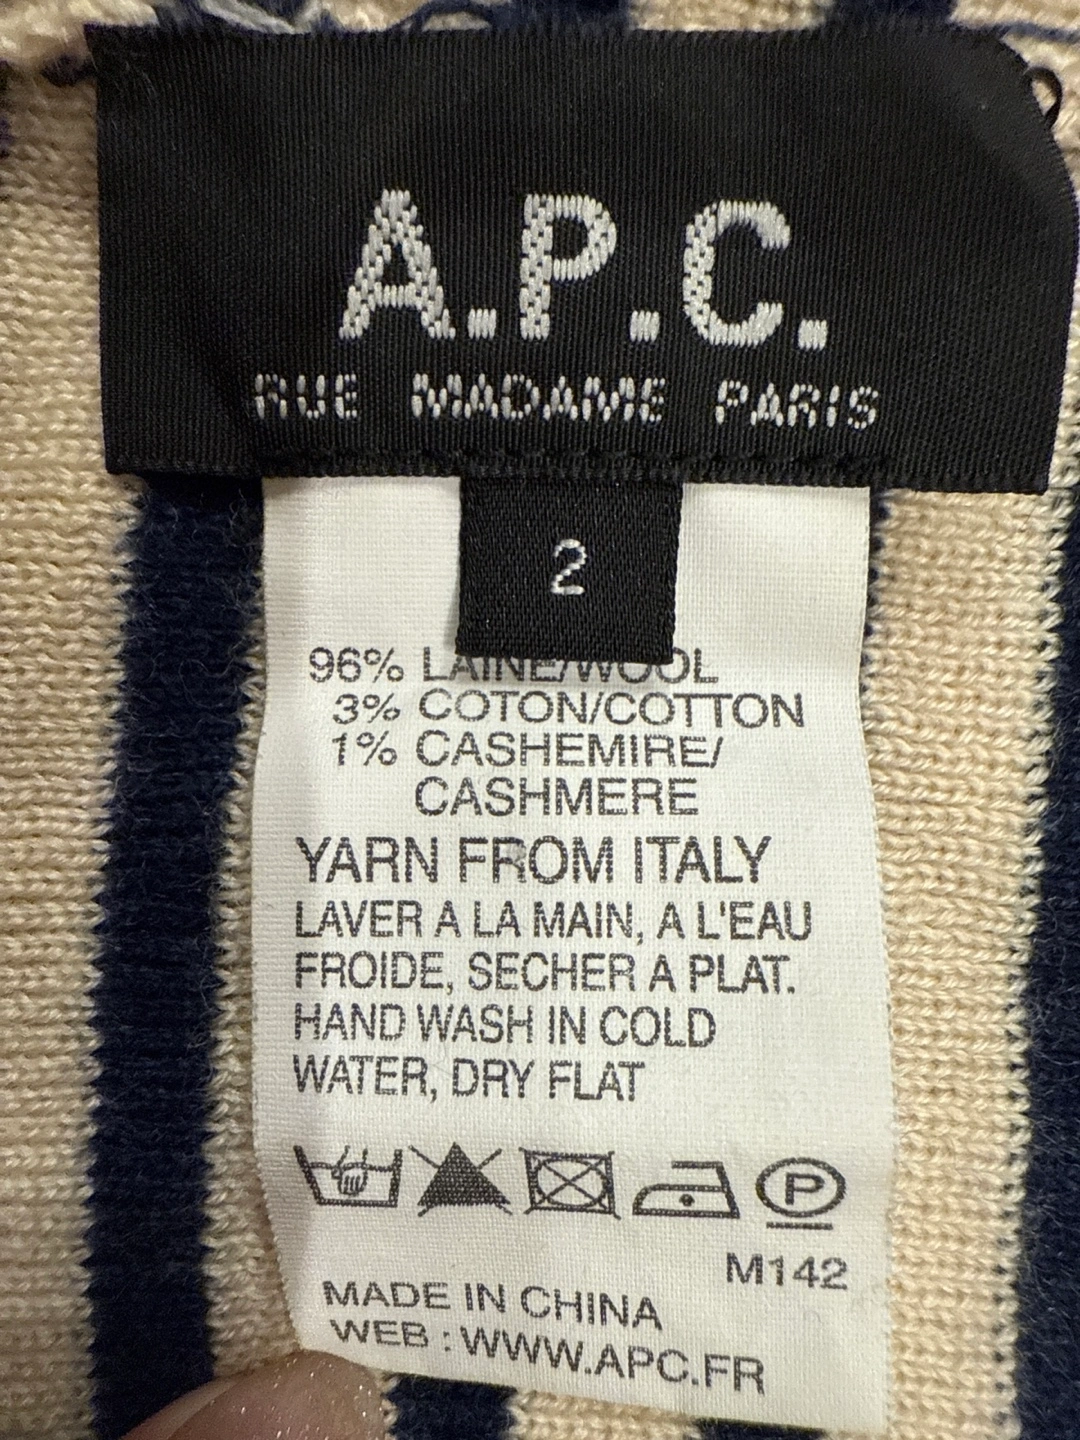 A.P.C.
RUE MADAME PARIS
2
96% LAINE/WOOL
3% COTON/COTTON
1% CASHEMIRE/
CASHMERE
YARN FROM ITALY
LAVER A LA MAIN, A L'EAU
FROIDE, SECHER A PLAT.
HAND WASH IN COLD
WATER, DRY FLAT
P
M142
MADE IN CHINA
WEB : WWW.APC.FR